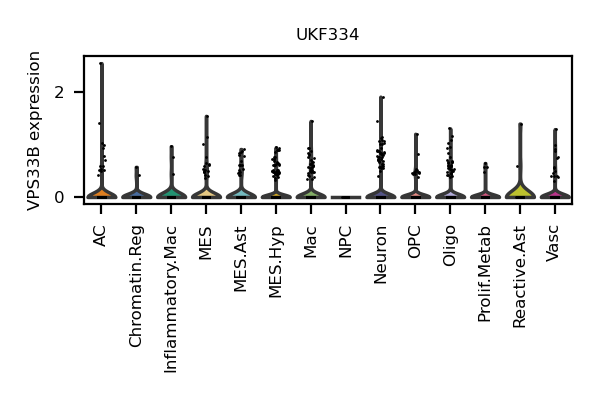 UKF334
VPS33B expression
2
0
AC
Chromatin.Reg
Inflammatory.Mac
MES
MES.Ast
MES.Hyp
Mac
NPC
Neuron
OPC
Oligo
Prolif.Metab
Reactive.Ast
Vasc